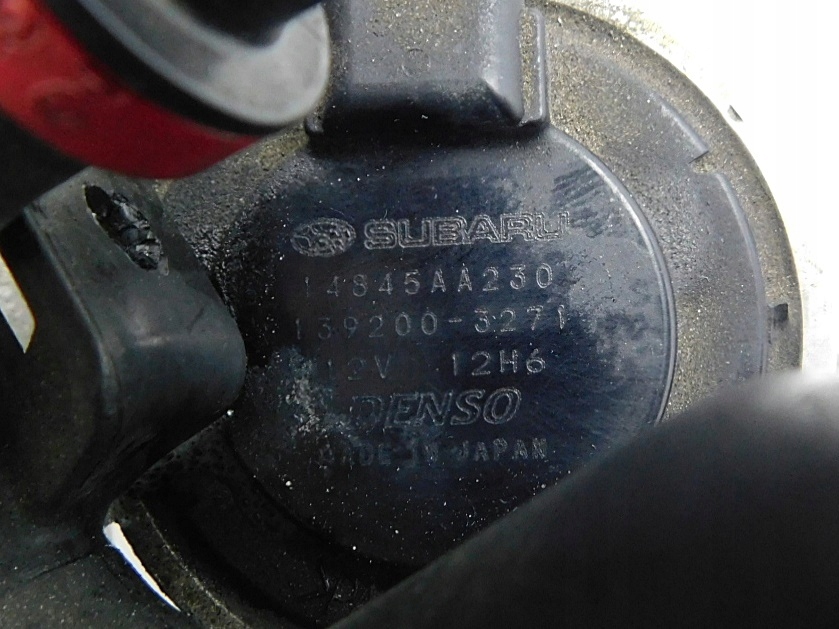 SUBARU
14845AA230
139200-3271
12V 12H6
DENSO
MADE IN JAPAN